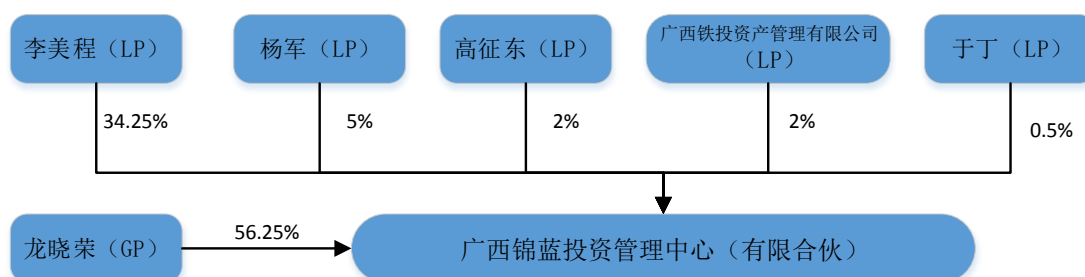 李美程（LP）
杨军（LP）
高征东（LP）
广西铁投资产管理有限公司
（LP）
于丁（LP）
34.25%
5%
2%
2%
0.5%
龙晓荣（GP）
56.25%
广西锦蓝投资管理中心（有限合伙）